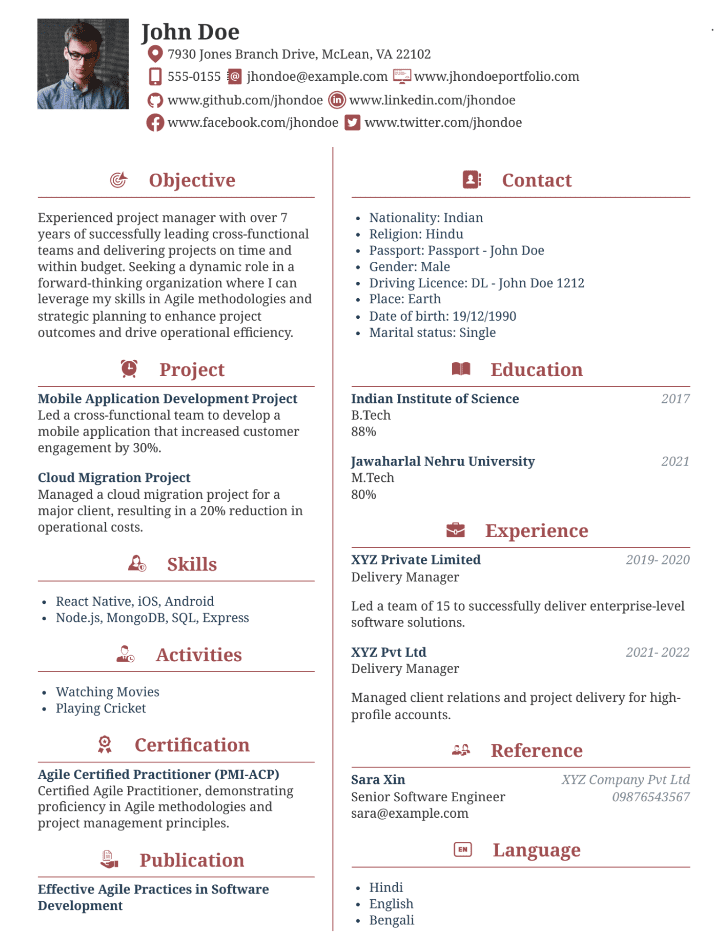 John Doe
7930 Jones Branch Drive, McLean, VA 22102
555-0155 jhondoe@example.com www.jhondoeportfolio.com
www.github.com/jhondoe www.linkedin.com/jhondoe
www.facebook.com/jhondoe www.twitter.com/jhondoe
Objective
Experienced project manager with over 7
years of successfully leading cross-functional
teams and delivering projects on time and
within budget. Seeking a dynamic role in a
forward-thinking organization where I can
leverage my skills in Agile methodologies and
strategic planning to enhance project
outcomes and drive operational efficiency.
Project
Mobile Application Development Project
Led a cross-functional team to develop a
mobile application that increased customer
engagement by 30%.
Cloud Migration Project
Managed a cloud migration project for a
major client, resulting in a 20% reduction in
operational costs.
Skills
• React Native, iOS, Android
• Node.js, MongoDB, SQL, Express
Activities
• Watching Movies
• Playing Cricket
Certification
Agile Certified Practitioner (PMI-ACP)
Certified Agile Practitioner, demonstrating
proficiency in Agile methodologies and
project management principles.
Publication
Effective Agile Practices in Software
Development
Contact
• Nationality: Indian
• Religion: Hindu
• Passport: Passport - John Doe
• Gender: Male
• Driving Licence: DL - John Doe 1212
• Place: Earth
• Date of birth: 19/12/1990
• Marital status: Single
Education
Indian Institute of Science 2017
B.Tech
88%
Jawaharlal Nehru University 2021
M.Tech
80%
Experience
XYZ Private Limited 2019- 2020
Delivery Manager
Led a team of 15 to successfully deliver enterprise-level
software solutions.
XYZ Pvt Ltd 2021- 2022
Delivery Manager
Managed client relations and project delivery for high-
profile accounts.
Reference
Sara Xin XYZ Company Pvt Ltd
Senior Software Engineer 09876543567
sara@example.com
EN Language
• Hindi
• English
• Bengali